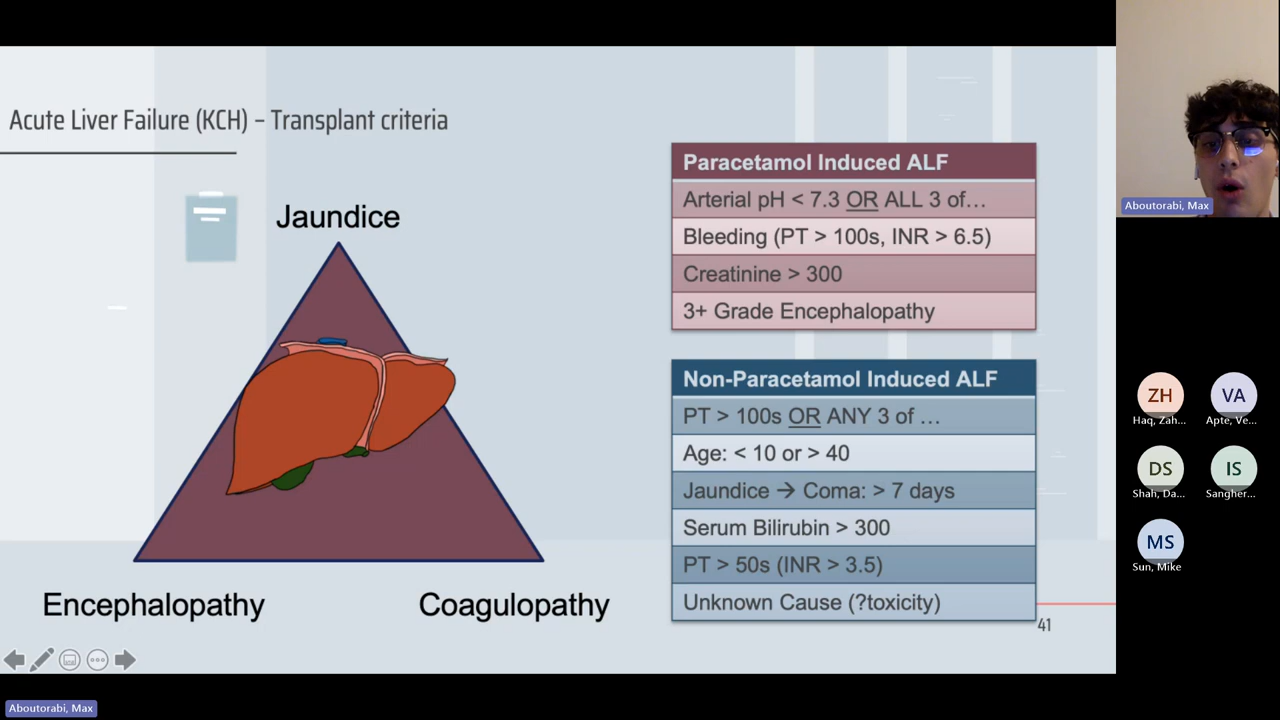 Acute Liver Failure (KCH) – Transplant criteria
Jaundice
Encephalopathy
Coagulopathy
Paracetamol Induced ALF
Arterial pH < 7.3 OR ALL 3 of…
Bleeding (PT > 100s, INR > 6.5)
Creatinine > 300
3+ Grade Encephalopathy
Non-Paracetamol Induced ALF
PT > 100s OR ANY 3 of …
Age: < 10 or > 40
Jaundice → Coma: > 7 days
Serum Bilirubin > 300
PT > 50s (INR > 3.5)
Unknown Cause (?toxicity)
41
Aboutorabi, Max
ZH
Haq, Zah...
VA
Apte, Ve...
DS
Shah, Da...
IS
Sangher...
MS
Sun, Mike
Aboutorabi, Max